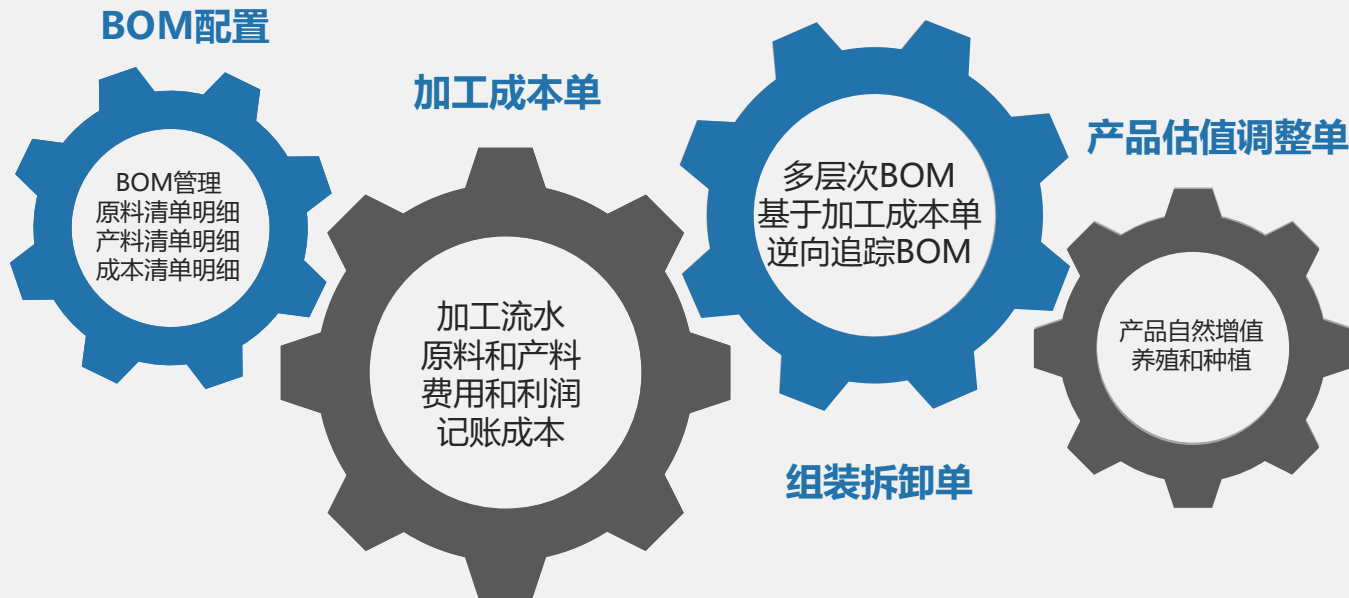 BOM配置
BOM管理
原料清单明细
产料清单明细
成本清单明细
加工成本单
加工流水
原料和产料
费用和利润
记账成本
多层次BOM
基于加工成本单
逆向追踪BOM
组装拆卸单
产品估值调整单
产品自然增值
养殖和种植